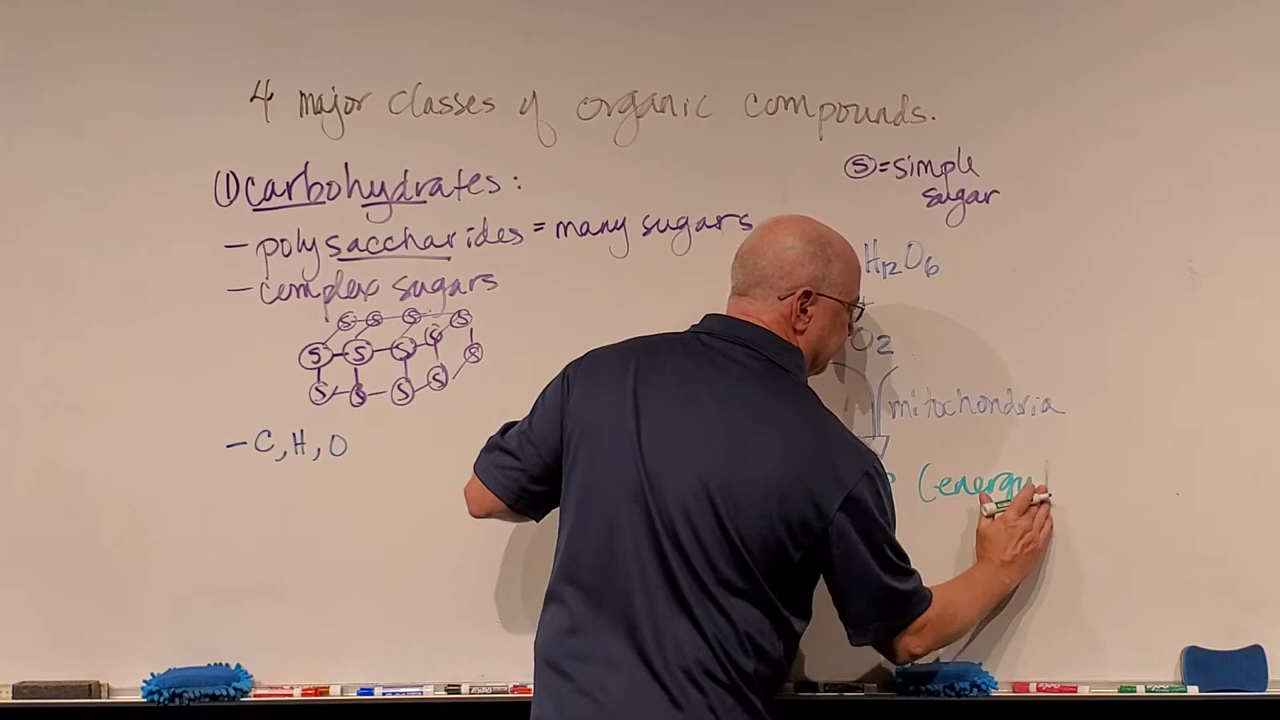 4 major classes of organic compounds.
① carbohydrates:
- polysaccharides = many sugars
- complex sugars
S S S S
S S S S S
S S S S
- C, H, O
Ⓢ = simple
sugar
H12O6
+
O2
mitochondria
(energy)
EXPO